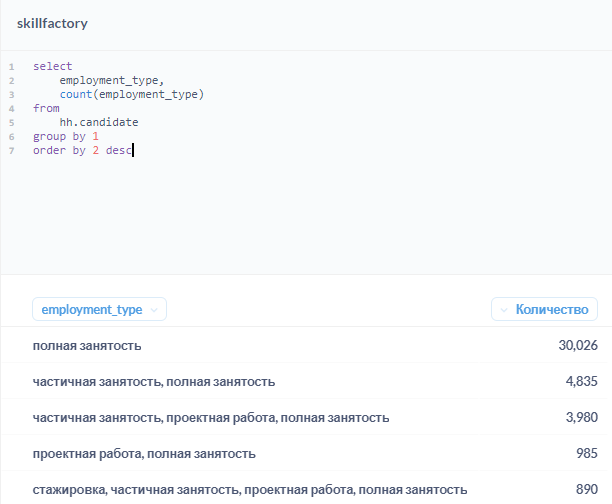 skillfactory
1 select
2 employment_type,
3 count(employment_type)
4 from
5 hh.candidate
6 group by 1
7 order by 2 desc
employment_type Количество
полная занятость 30,026
частичная занятость, полная занятость 4,835
частичная занятость, проектная работа, полная занятость 3,980
проектная работа, полная занятость 985
стажировка, частичная занятость, проектная работа, полная занятость 890